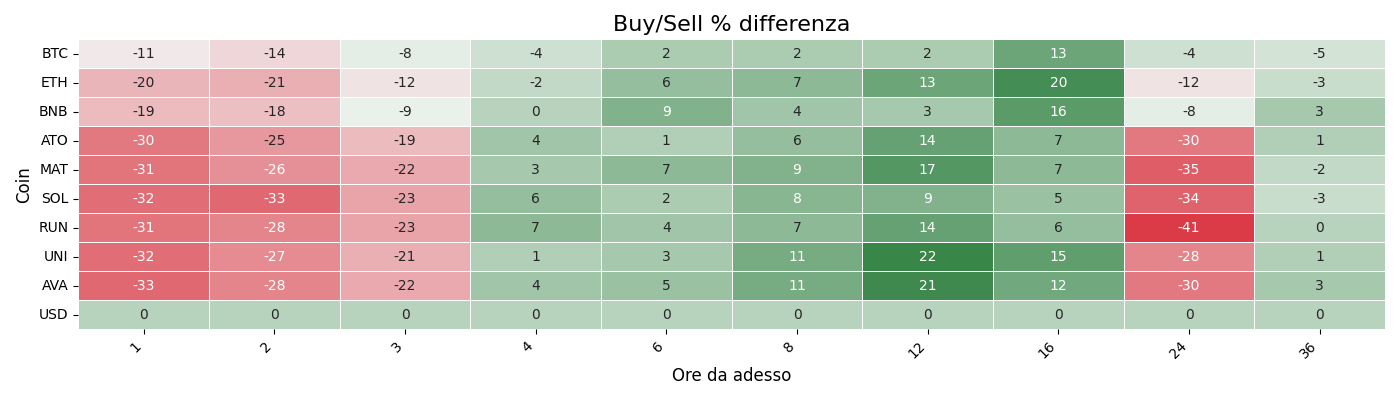 Buy/Sell % differenza
Coin
BTC -11 -14 -8 -4 2 2 2 13 -4 -5
ETH -20 -21 -12 -2 6 7 13 20 -12 -3
BNB -19 -18 -9 0 9 4 3 16 -8 3
ATO -30 -25 -19 4 1 6 14 7 -30 1
MAT -31 -26 -22 3 7 9 17 7 -35 -2
SOL -32 -33 -23 6 2 8 9 5 -34 -3
RUN -31 -28 -23 7 4 7 14 6 -41 0
UNI -32 -27 -21 1 3 11 22 15 -28 1
AVA -33 -28 -22 4 5 11 21 12 -30 3
USD 0 0 0 0 0 0 0 0 0 0
1 2 3 4 6 8 12 16 24 36
Ore da adesso